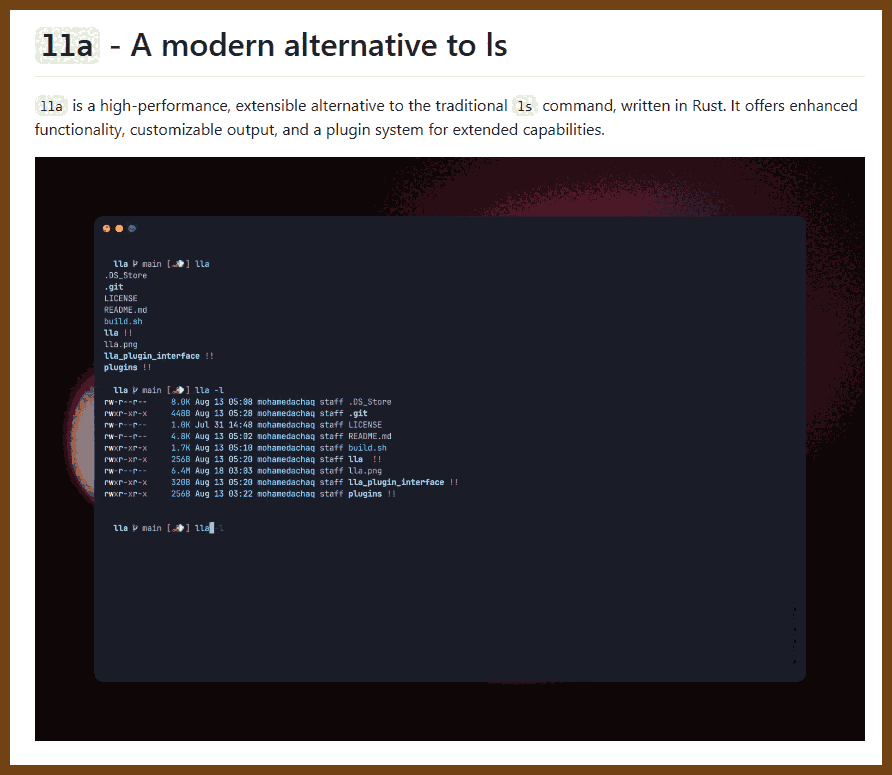 lla - A modern alternative to ls
lla is a high-performance, extensible alternative to the traditional ls command, written in Rust. It offers enhanced
functionality, customizable output, and a plugin system for extended capabilities.
lla main [] lla
.DS_Store
.git
LICENSE
README.md
build.sh
lla !!
lla.png
lla_plugin_interface !!
plugins !!
lla main [] lla -l
rw-r--r-- 8.0K Aug 13 05:08 mohamedachaq staff .DS_Store
rwxr-xr-x 448B Aug 13 05:28 mohamedachaq staff .git
rw-r--r-- 1.0K Jul 31 14:48 mohamedachaq staff LICENSE
rw-r--r-- 4.8K Aug 13 05:02 mohamedachaq staff README.md
rwxr-xr-x 1.7K Aug 13 05:10 mohamedachaq staff build.sh
rwxr-xr-x 256B Aug 13 05:20 mohamedachaq staff lla !!
rw-r--r-- 6.4M Aug 18 03:03 mohamedachaq staff lla.png
rwxr-xr-x 320B Aug 13 05:20 mohamedachaq staff lla_plugin_interface !!
rwxr-xr-x 256B Aug 13 03:22 mohamedachaq staff plugins !!
lla main [] lla -l